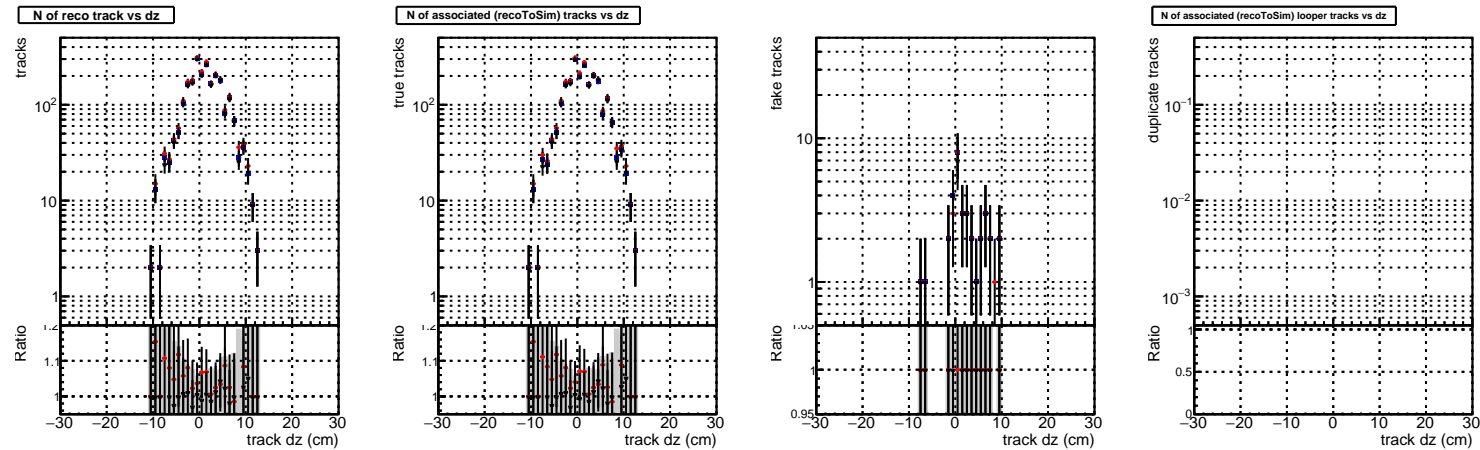 N of reco track vs dz
tracks
10²
10
1
Ratio
1.2
1.1
1
−30 −20 −10 0 10 20 30
track dz (cm)
N of associated (recoToSim) tracks vs dz
true tracks
10²
10
1
Ratio
1.2
1.1
1
−30 −20 −10 0 10 20 30
track dz (cm)
fake tracks
10
1
Ratio
1.05
1
0.95
−30 −20 −10 0 10 20 30
track dz (cm)
N of associated (recoToSim) looper tracks vs dz
duplicate tracks
10⁻¹
10⁻²
10⁻³
Ratio
1
0.5
0
−30 −20 −10 0 10 20 30
track dz (cm)